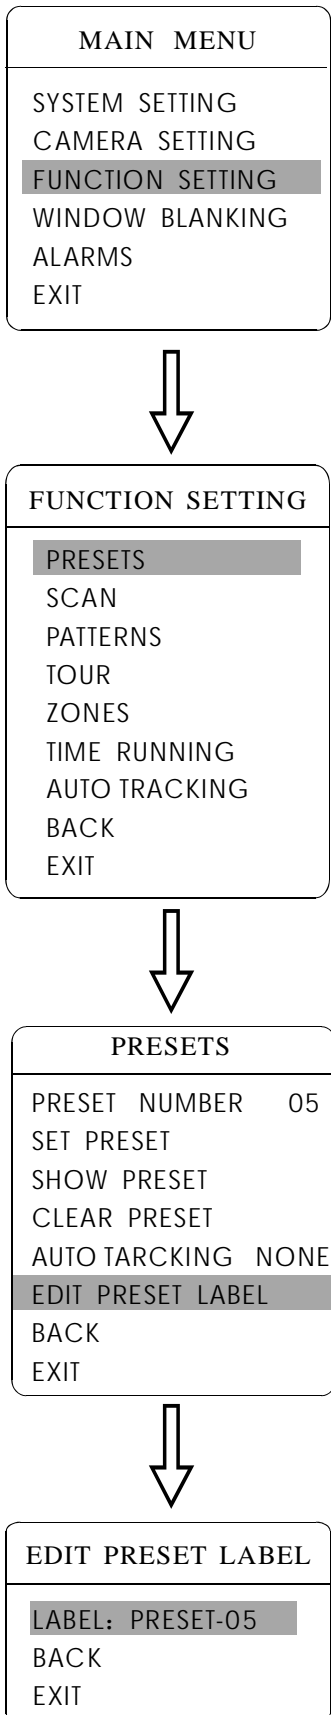 MAIN MENU
SYSTEM SETTING
CAMERA SETTING
FUNCTION SETTING
WINDOW BLANKING
ALARMS
EXIT
FUNCTION SETTING
PRESETS
SCAN
PATTERNS
TOUR
ZONES
TIME RUNNING
AUTO TRACKING
BACK
EXIT
PRESETS
PRESET NUMBER 05
SET PRESET
SHOW PRESET
CLEAR PRESET
AUTO TARCKING NONE
EDIT PRESET LABEL
BACK
EXIT
EDIT PRESET LABEL
LABEL: PRESET-05
BACK
EXIT